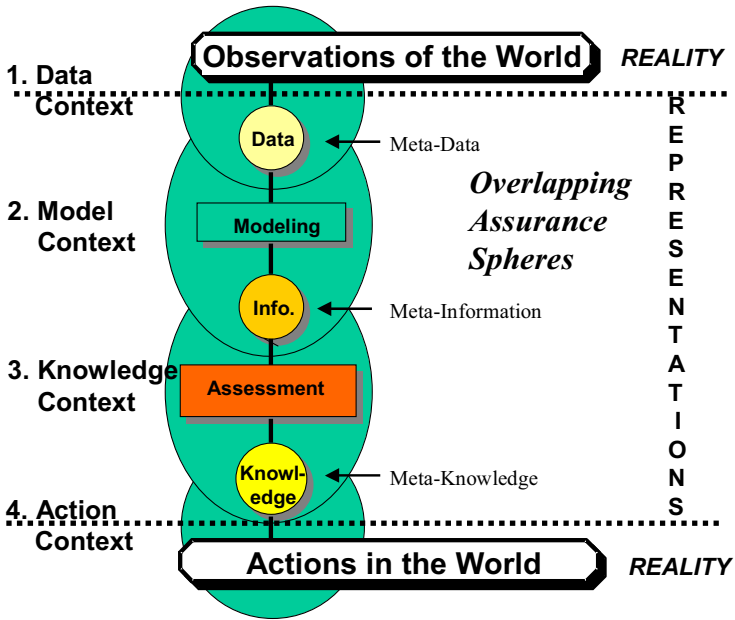 Observations of the World
REALITY
1. Data
Context
Data
Meta-Data
Overlapping
Assurance
Spheres
2. Model
Context
Modeling
Info.
Meta-Information
3. Knowledge
Context
Assessment
Knowl-
edge
Meta-Knowledge
4. Action
Context
Actions in the World
REALITY
R
E
P
R
E
S
E
N
T
A
T
I
O
N
S